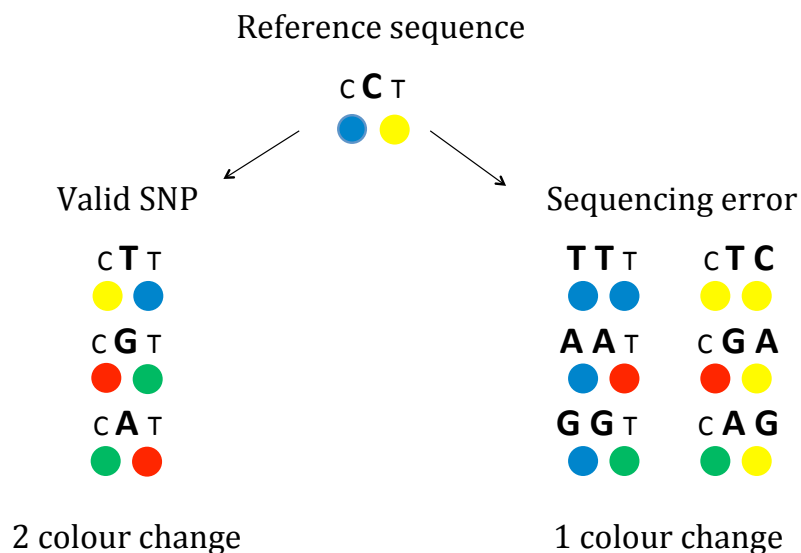 Reference sequence
C C T
Valid SNP
C T T
C G T
C A T
2 colour change
Sequencing error
T T T
A A T
G G T
C T C
C G A
C A G
1 colour change